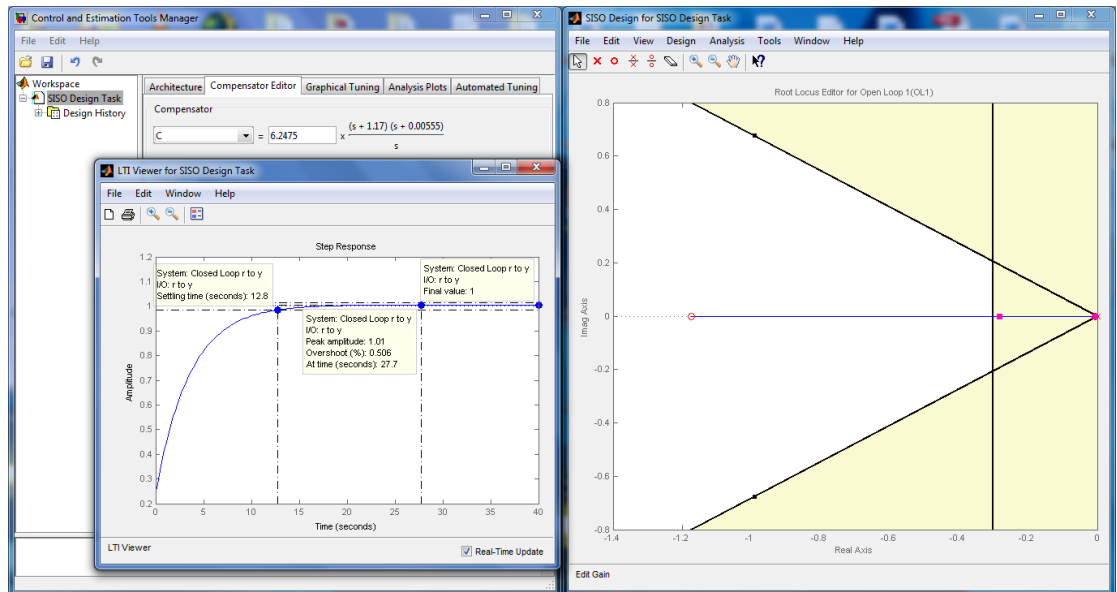 Control and Estimation Tools Manager
File Edit Help
Workspace
SISO Design Task
Design History
Architecture Compensator Editor Graphical Tuning Analysis Plots Automated Tuning
Compensator
C = 6.2475 x (s + 1.17) (s + 0.00555)
s
LTI Viewer for SISO Design Task
File Edit Window Help
Step Response
System: Closed Loop r to y
I/O: r to y
Settling time (seconds): 12.8
System: Closed Loop r to y
I/O: r to y
Final value: 1
System: Closed Loop r to y
I/O: r to y
Peak amplitude: 1.01
Overshoot (%): 0.506
At time (seconds): 27.7
Amplitude
1.2
1.1
1
0.9
0.8
0.7
0.6
0.5
0.4
0.3
0.2
0 5 10 15 20 25 30 35 40
Time (seconds)
LTI Viewer
Real-Time Update
SISO Design for SISO Design Task
File Edit View Design Analysis Tools Window Help
Root Locus Editor for Open Loop 1(OL1)
Imag Axis
0.8
0.6
0.4
0.2
0
-0.2
-0.4
-0.6
-0.8
-1.4 -1.2 -1 -0.8 -0.6 -0.4 -0.2 0
Real Axis
Edit Gain